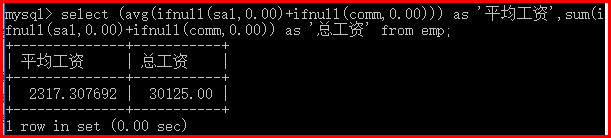 mysql> select (avg(ifnull(sal,0.00)+ifnull(comm,0.00))) as '平均工资',sum(i
fnull(sal,0.00)+ifnull(comm,0.00)) as '总工资' from emp;
+-------------+----------+
| 平均工资    | 总工资   |
+-------------+----------+
| 2317.307692 | 30125.00 |
+-------------+----------+
1 row in set (0.00 sec)